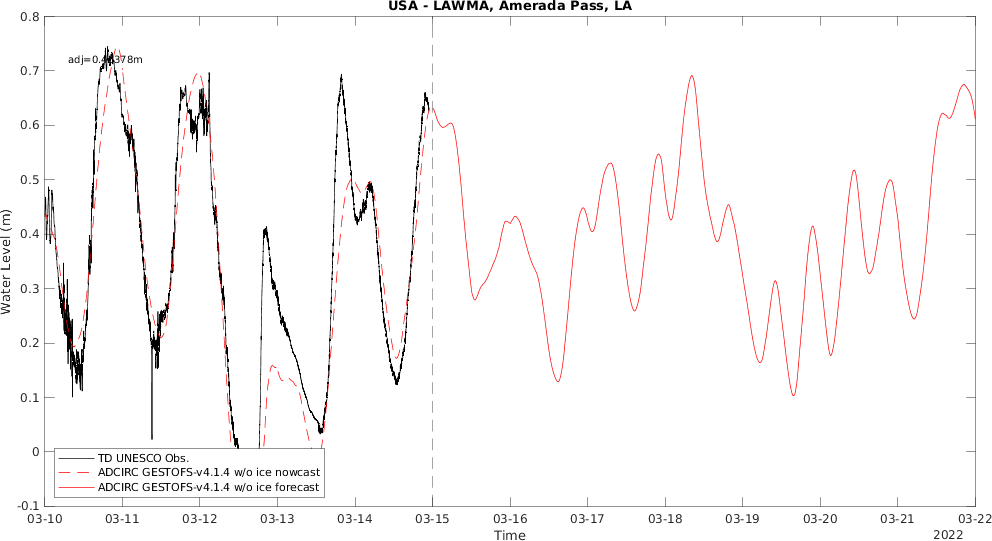 USA - LAWMA, Amerada Pass, LA
0.8
0.7
0.6
0.5
0.4
0.3
0.2
0.1
0
-0.1
Water Level (m)
TD UNESCO Obs.
ADCIRC GESTOFS-v4.1.4 w/o ice nowcast
ADCIRC GESTOFS-v4.1.4 w/o ice forecast
03-10 03-11 03-12 03-13 03-14 03-15 03-16 03-17 03-18 03-19 03-20 03-21 03-22
Time
2022